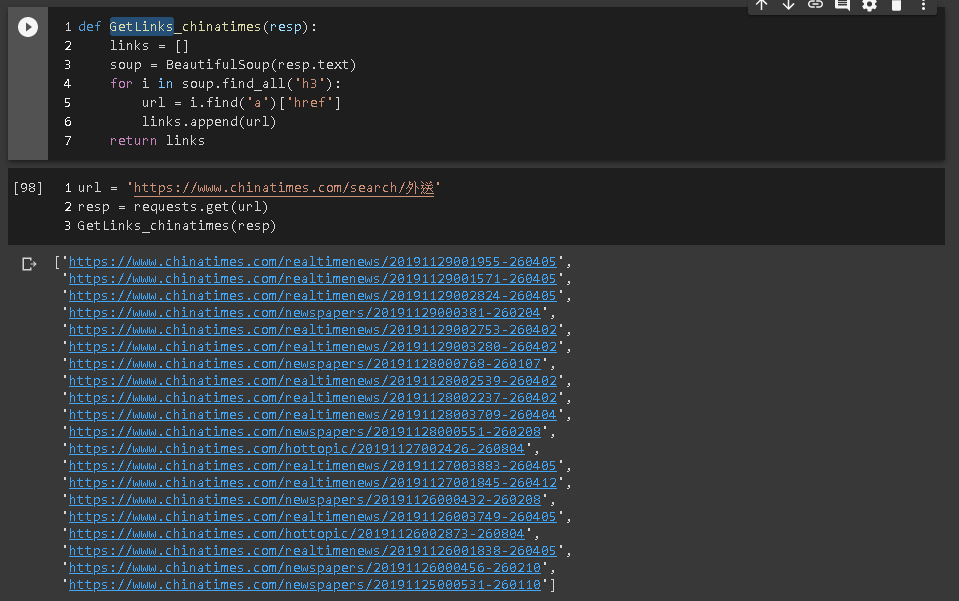 1 def GetLinks_chinatimes(resp):
2     links = []
3     soup = BeautifulSoup(resp.text)
4     for i in soup.find_all('h3'):
5         url = i.find('a')['href']
6         links.append(url)
7     return links
[98] 1 url = 'https://www.chinatimes.com/search/外送'
2 resp = requests.get(url)
3 GetLinks_chinatimes(resp)
['https://www.chinatimes.com/realtimenews/20191129001955-260405',
'https://www.chinatimes.com/realtimenews/20191129001571-260405',
'https://www.chinatimes.com/realtimenews/20191129002824-260405',
'https://www.chinatimes.com/newspapers/20191129000381-260204',
'https://www.chinatimes.com/realtimenews/20191129002753-260402',
'https://www.chinatimes.com/realtimenews/20191129003280-260402',
'https://www.chinatimes.com/newspapers/20191128000768-260107',
'https://www.chinatimes.com/realtimenews/20191128002539-260402',
'https://www.chinatimes.com/realtimenews/20191128002237-260402',
'https://www.chinatimes.com/realtimenews/20191128003709-260404',
'https://www.chinatimes.com/newspapers/20191128000551-260208',
'https://www.chinatimes.com/hottopic/20191127002426-260804',
'https://www.chinatimes.com/realtimenews/20191127003883-260405',
'https://www.chinatimes.com/realtimenews/20191127001845-260412',
'https://www.chinatimes.com/newspapers/20191126000432-260208',
'https://www.chinatimes.com/realtimenews/20191126003749-260405',
'https://www.chinatimes.com/hottopic/20191126002873-260804',
'https://www.chinatimes.com/realtimenews/20191126001838-260405',
'https://www.chinatimes.com/newspapers/20191126000456-260210',
'https://www.chinatimes.com/newspapers/20191125000531-260110']